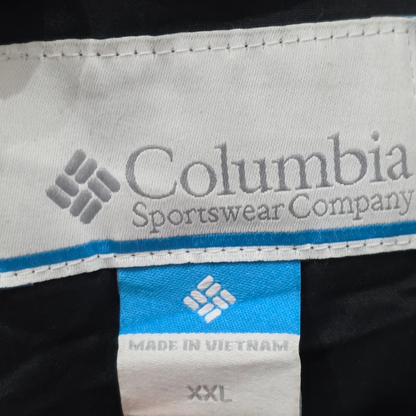 Columbia
Sportswear Company
MADE IN VIETNAM
XXL